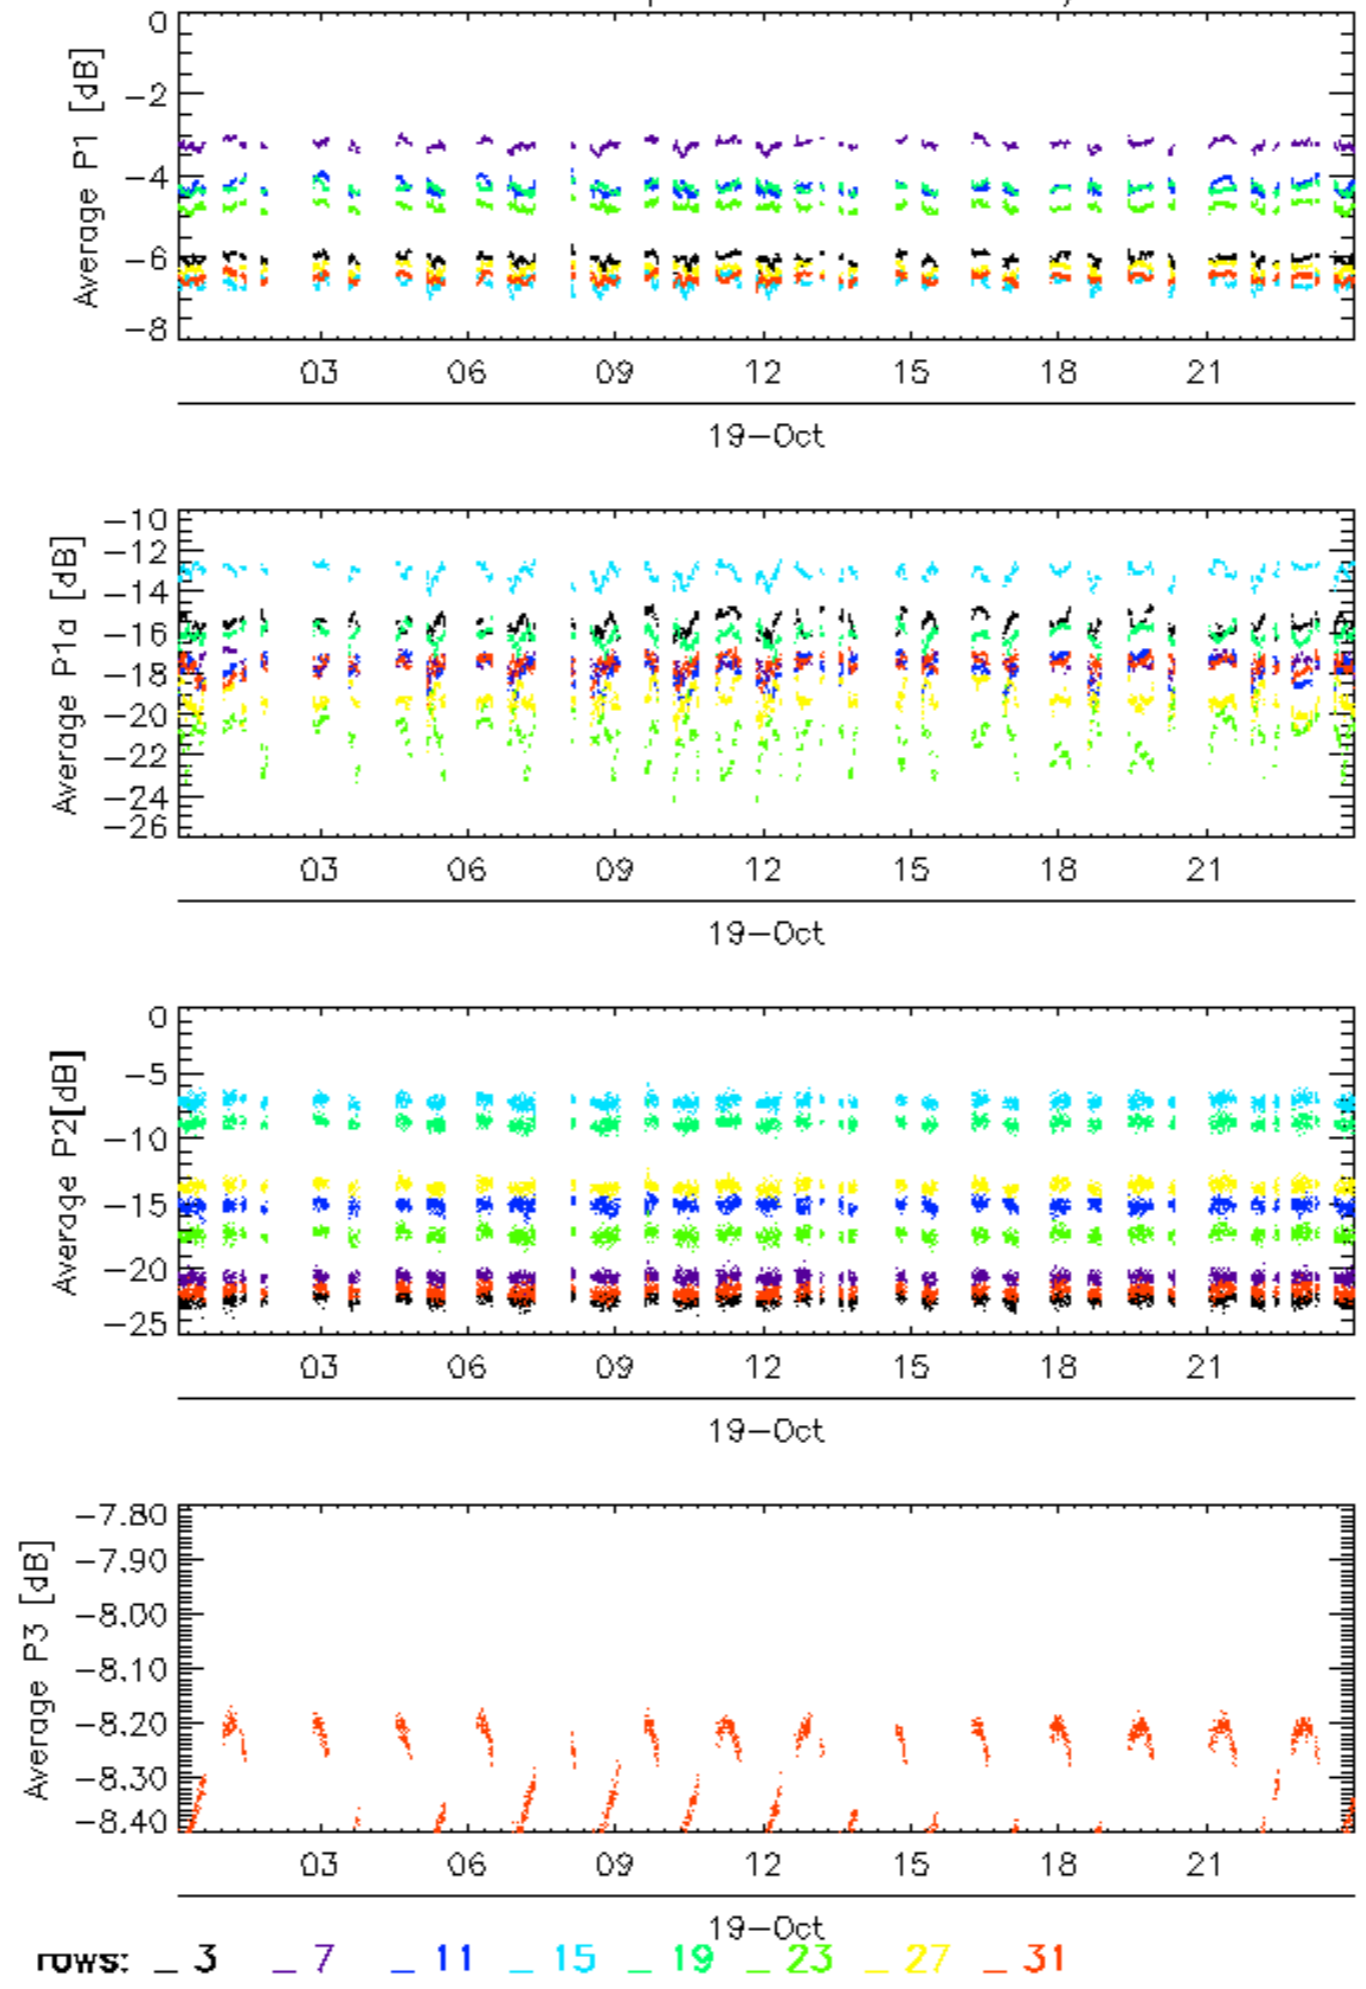 0
-2
-4
-6
-8
Average P1 [dB]
03 06 09 12 15 18 21
19-Oct
-10
-12
-14
-16
-18
-20
-22
-24
-26
Average P1a [dB]
03 06 09 12 15 18 21
19-Oct
0
-5
-10
-15
-20
-25
Average P2[dB]
03 06 09 12 15 18 21
19-Oct
-7.80
-7.90
-8.00
-8.10
-8.20
-8.30
-8.40
Average P3 [dB]
03 06 09 12 15 18 21
19-Oct
rows: _ 3 _ 7 _ 11 _ 15 _ 19 _ 23 _ 27 _ 31